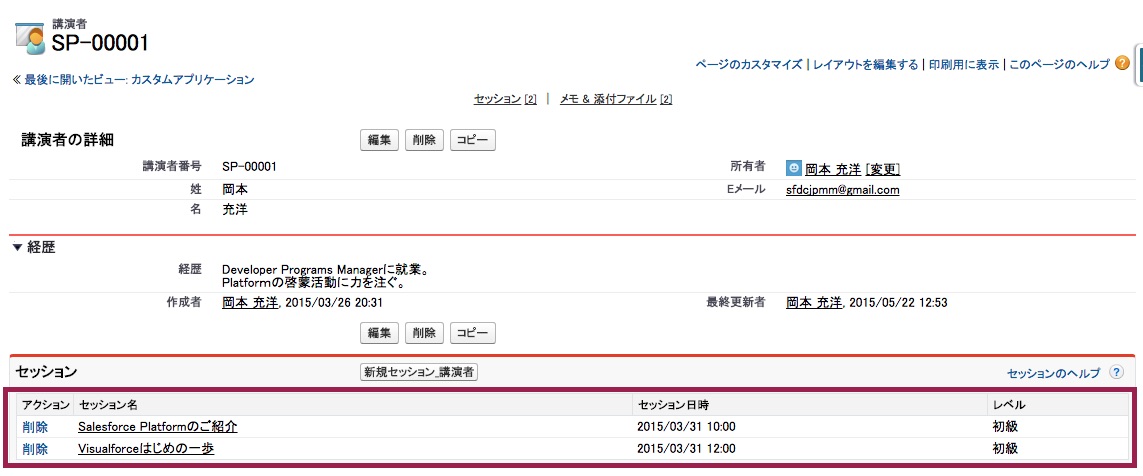 講演者
SP-00001
ページのカスタマイズ | レイアウトを編集する | 印刷用に表示 | このページのヘルプ ?
≪ 最後に開いたビュー: カスタムアプリケーション
セッション [2] | メモ & 添付ファイル [2]
講演者の詳細 編集 削除 コピー
講演者番号 SP-00001 所有者 岡本 充洋 [変更]
姓 岡本 Eメール sfdcjpmm@gmail.com
名 充洋
▼ 経歴
経歴 Developer Programs Managerに就業。
Platformの啓蒙活動に力を注ぐ。
作成者 岡本 充洋, 2015/03/26 20:31 最終更新者 岡本 充洋, 2015/05/22 12:53
編集 削除 コピー
セッション 新規セッション_講演者 セッションのヘルプ ?
アクション セッション名 セッション日時 レベル
削除 Salesforce Platformのご紹介 2015/03/31 10:00 初級
削除 Visualforceはじめの一歩 2015/03/31 12:00 初級